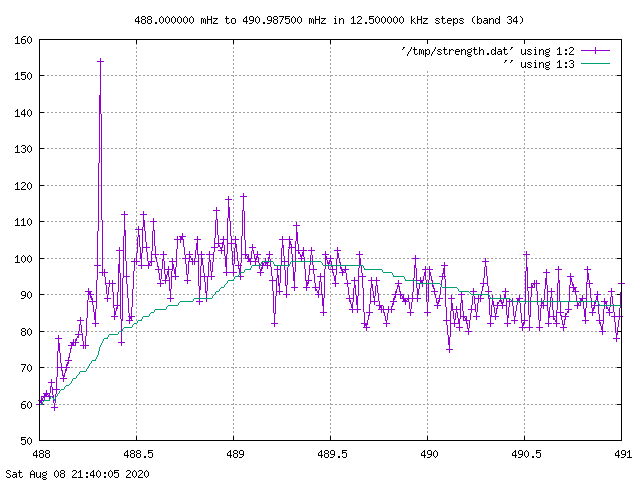 488.000000 mHz to 490.987500 mHz in 12.500000 kHz steps (band 34)
'/tmp/strength.dat' using 1:2
'' using 1:3
160
150
140
130
120
110
100
90
80
70
60
50
488 488.5 489 489.5 490 490.5 491
Sat Aug 08 21:40:05 2020